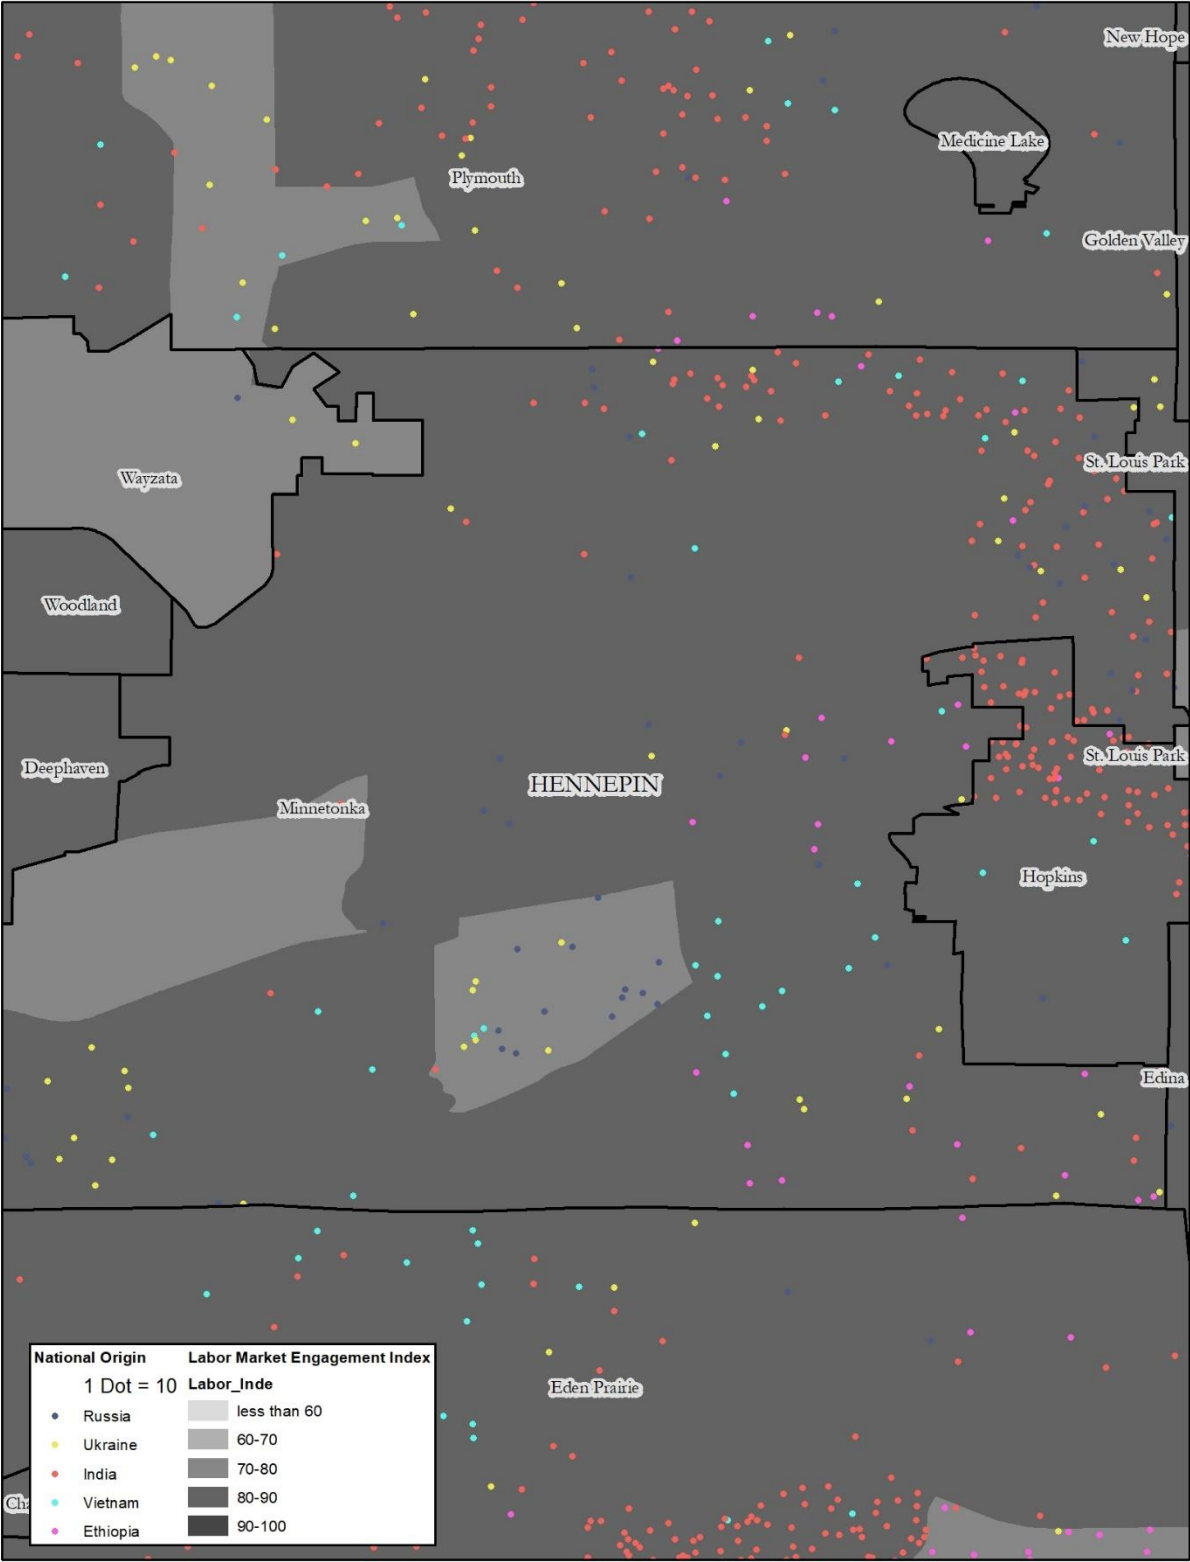 New Hope
Medicine Lake
Plymouth
Golden Valley
St. Louis Park
Wayzata
Woodland
St. Louis Park
Deephaven
HENNEPIN
Minnetonka
Hopkins
Edina
Eden Prairie
National Origin
1 Dot = 10
Russia
Ukraine
India
Vietnam
Ethiopia
Labor Market Engagement Index
Labor_Inde
less than 60
60-70
70-80
80-90
90-100
Cha